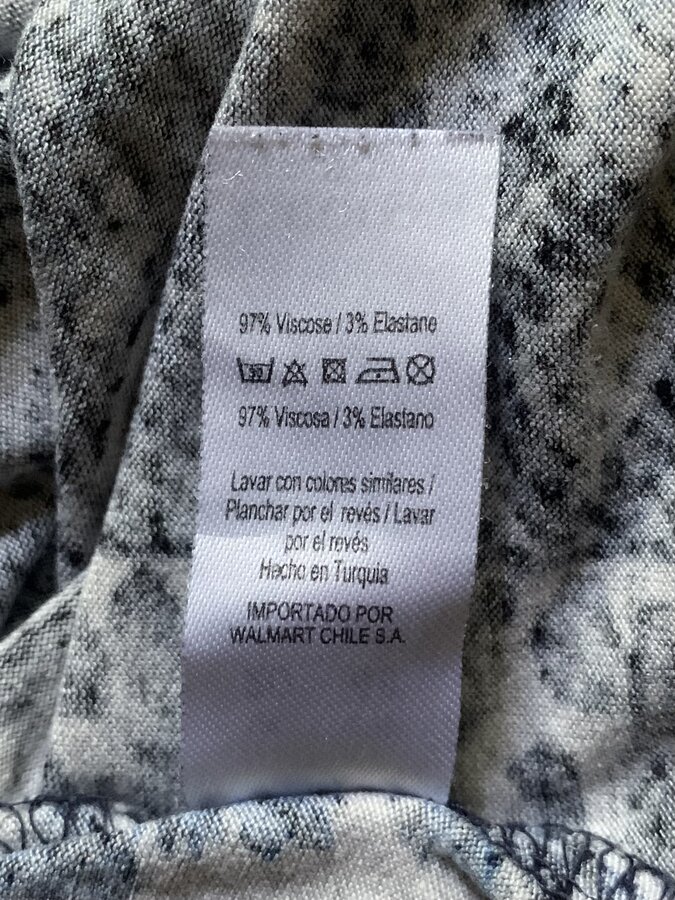 97% Viscose / 3% Elastane
97% Viscosa / 3% Elastano
Lavar con colores similares /
Planchar por el revés / Lavar
por el revés
Hecho en Turquia
IMPORTADO POR
WALMART CHILE S.A.